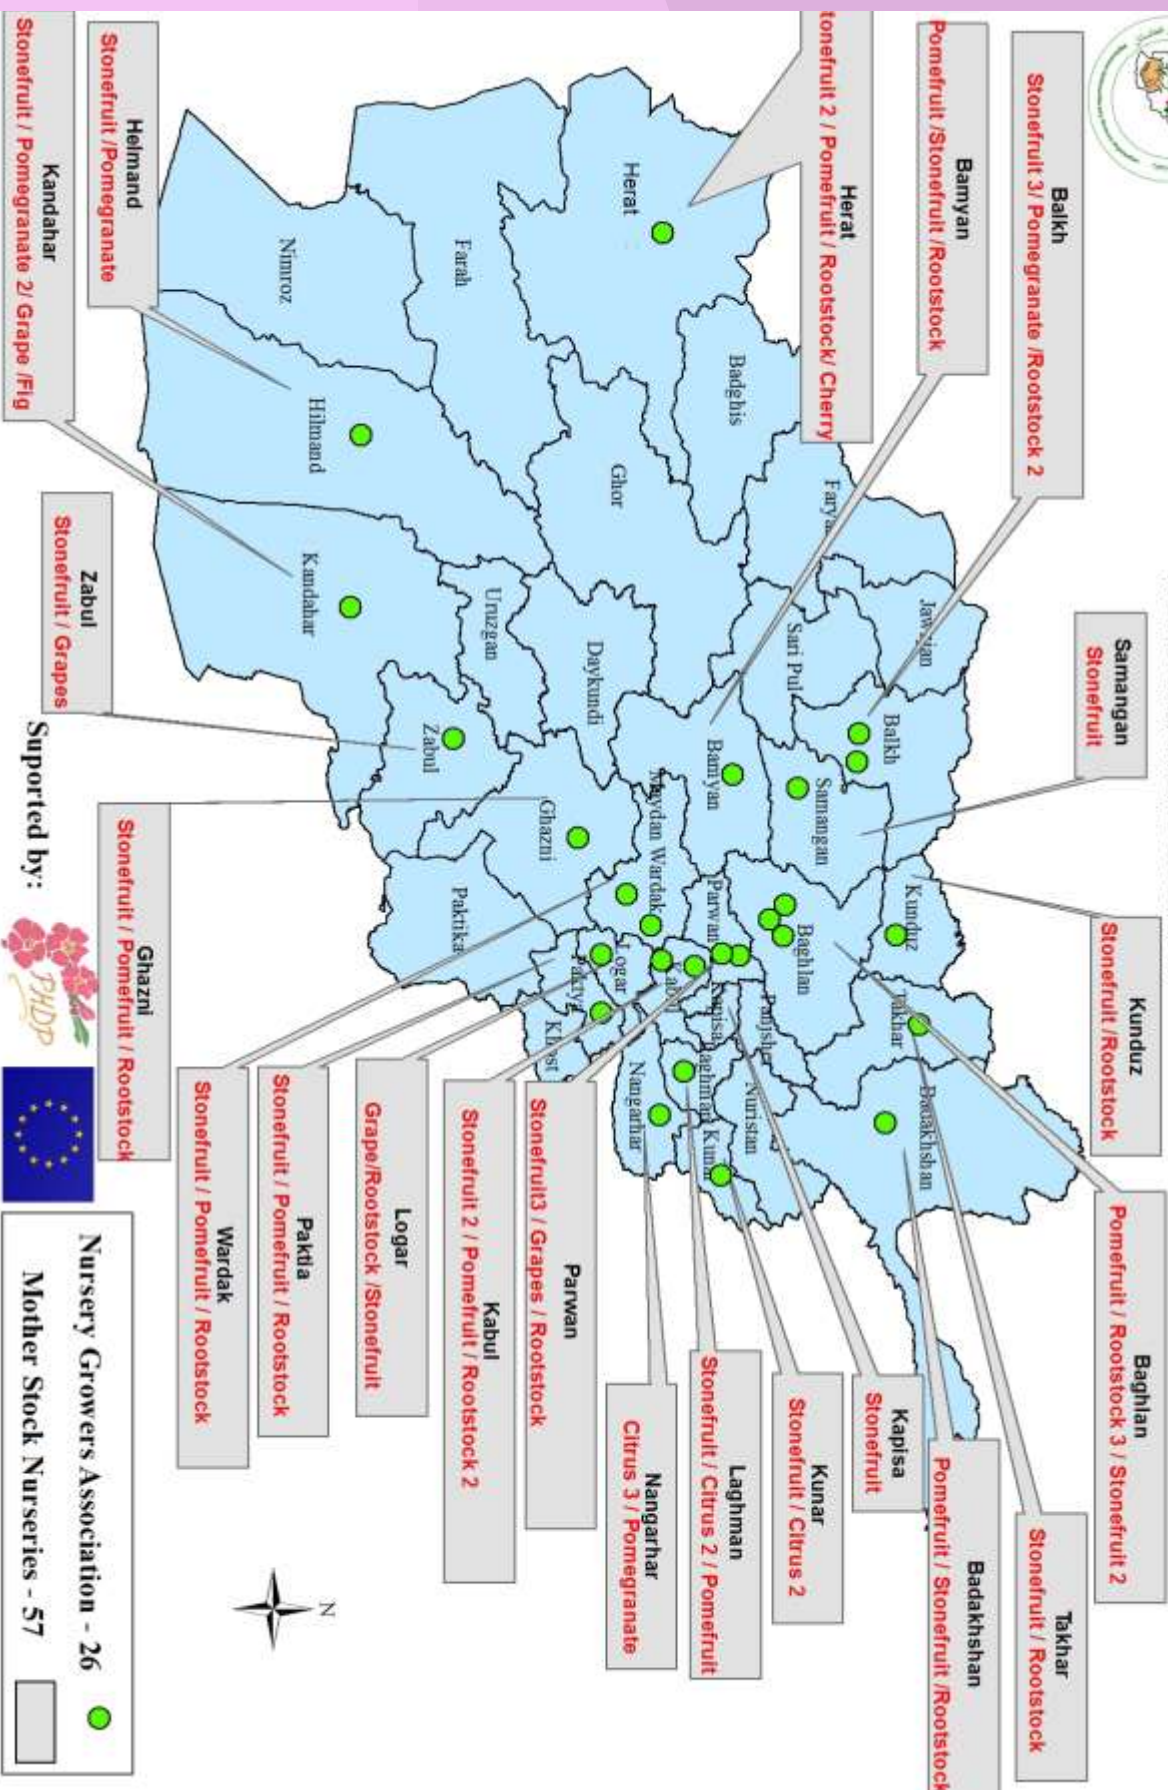 Balkh
Stonefruit 3/ Pomegranate /Rootstock 2
Bamyan
Pomefruit /Stonefruit /Rootstock
Herat
tonefruit 2 / Pomefruit / Rootstock/ Cherry
Helmand
Stonefruit /Pomegranate
Kandahar
Stonefruit / Pomegranate 2/ Grape /Fig
Zabul
Stonefruit / Grapes
Samangan
Stonefruit
Kunduz
Stonefruit /Rootstock
Baghlan
Pomefruit / Rootstock 3 / Stonefruit 2
Takhar
Stonefruit / Rootstock
Badakhshan
Pomefruit / Stonefruit /Rootstock
Kapisa
Stonefruit
Kunar
Stonefruit / Citrus 2
Laghman
Stonefruit / Citrus 2 / Pomefruit
Nangarhar
Citrus 3 / Pomegranate
Parwan
Stonefruit3 / Grapes / Rootstock
Kabul
Stonefruit 2 / Pomefruit / Rootstock 2
Logar
Grape/Rootstock /Stonefruit
Paktia
Stonefruit / Pomefruit / Rootstock
Wardak
Stonefruit / Pomefruit / Rootstock
Ghazni
Stonefruit / Pomefruit / Rootstock
Herat
Badghis
Farah
Nimroz
Hilmand
Kandahar
Ghor
Sari Pul
Balkh
Samangan
Kunduz
Takhar
Badakhshan
Baghlan
Bamyan
Daykundi
Uruzgan
Zabul
Ghazni
Maydan Wardak
Parwan
Kapisa
Panjsher
Nuristan
Laghman
Kunar
Nangarhar
Logar
Paktya
Khost
Paktika
Suported by:
PHDP
N
Nursery Growers Association - 26
Mother Stock Nurseries - 57